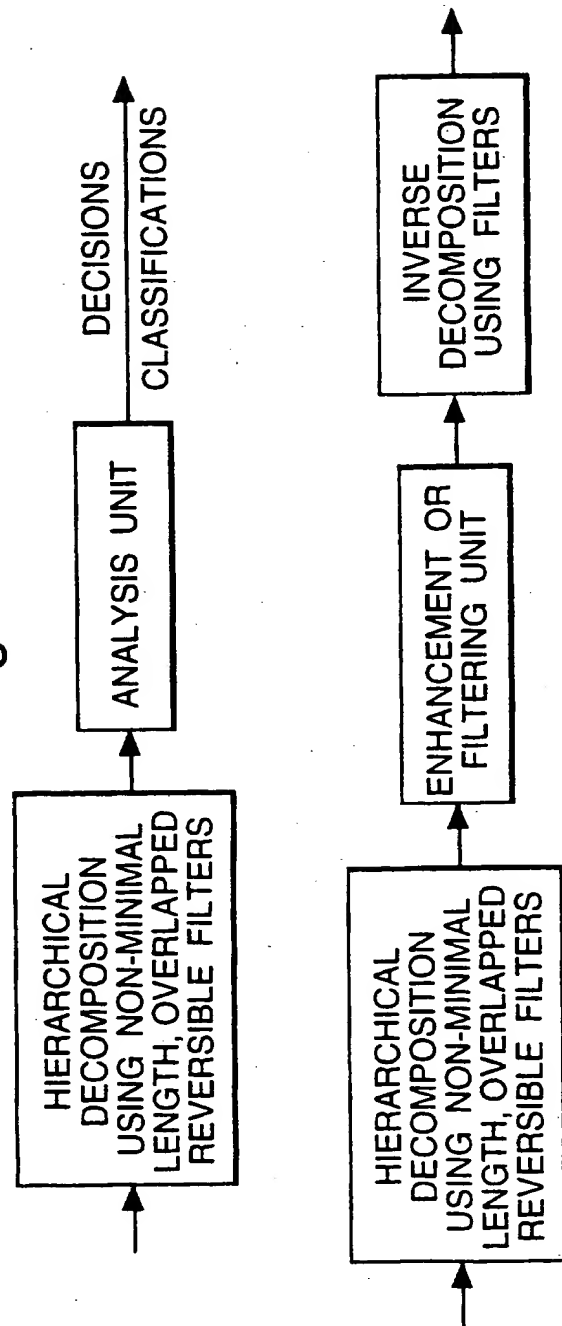 HIERARCHICAL
DECOMPOSITION
USING NON-MINIMAL
LENGTH, OVERLAPPED
REVERSIBLE FILTERS
ANALYSIS UNIT
DECISIONS
CLASSIFICATIONS
HIERARCHICAL
DECOMPOSITION
USING NON-MINIMAL
LENGTH, OVERLAPPED
REVERSIBLE FILTERS
ENHANCEMENT OR
FILTERING UNIT
INVERSE
DECOMPOSITION
USING FILTERS